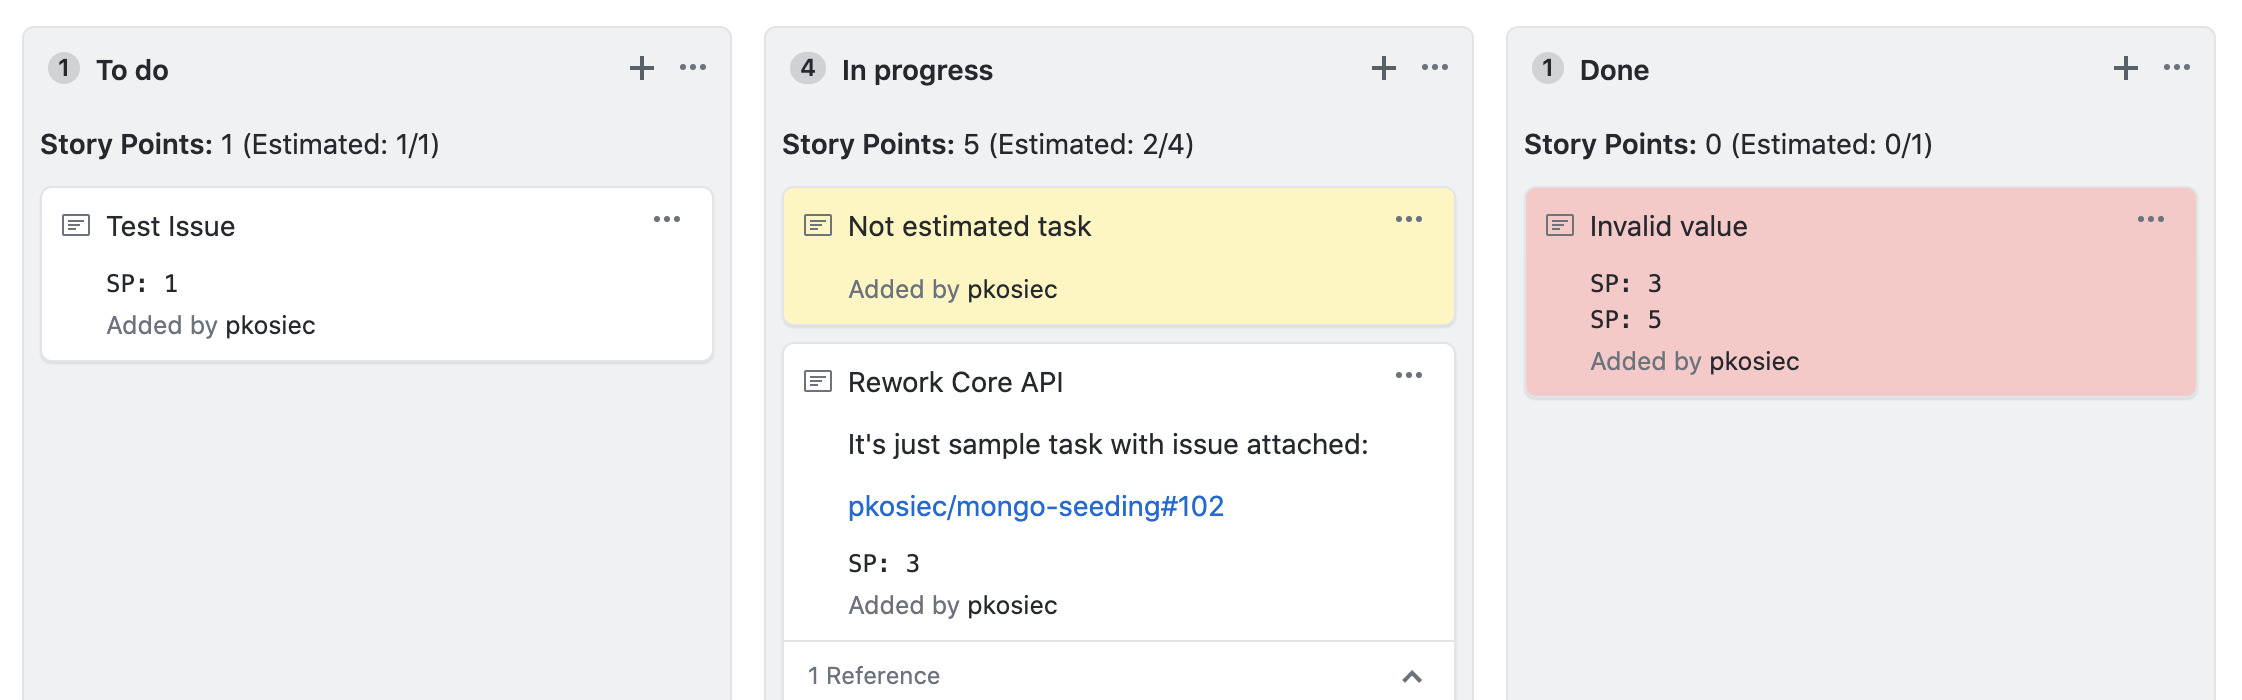 1 To do
Story Points: 1 (Estimated: 1/1)
Test Issue
SP: 1
Added by pkosiec
4 In progress
Story Points: 5 (Estimated: 2/4)
Not estimated task
Added by pkosiec
Rework Core API
It's just sample task with issue attached:
pkosiec/mongo-seeding#102
SP: 3
Added by pkosiec
1 Reference
1 Done
Story Points: 0 (Estimated: 0/1)
Invalid value
SP: 3
SP: 5
Added by pkosiec